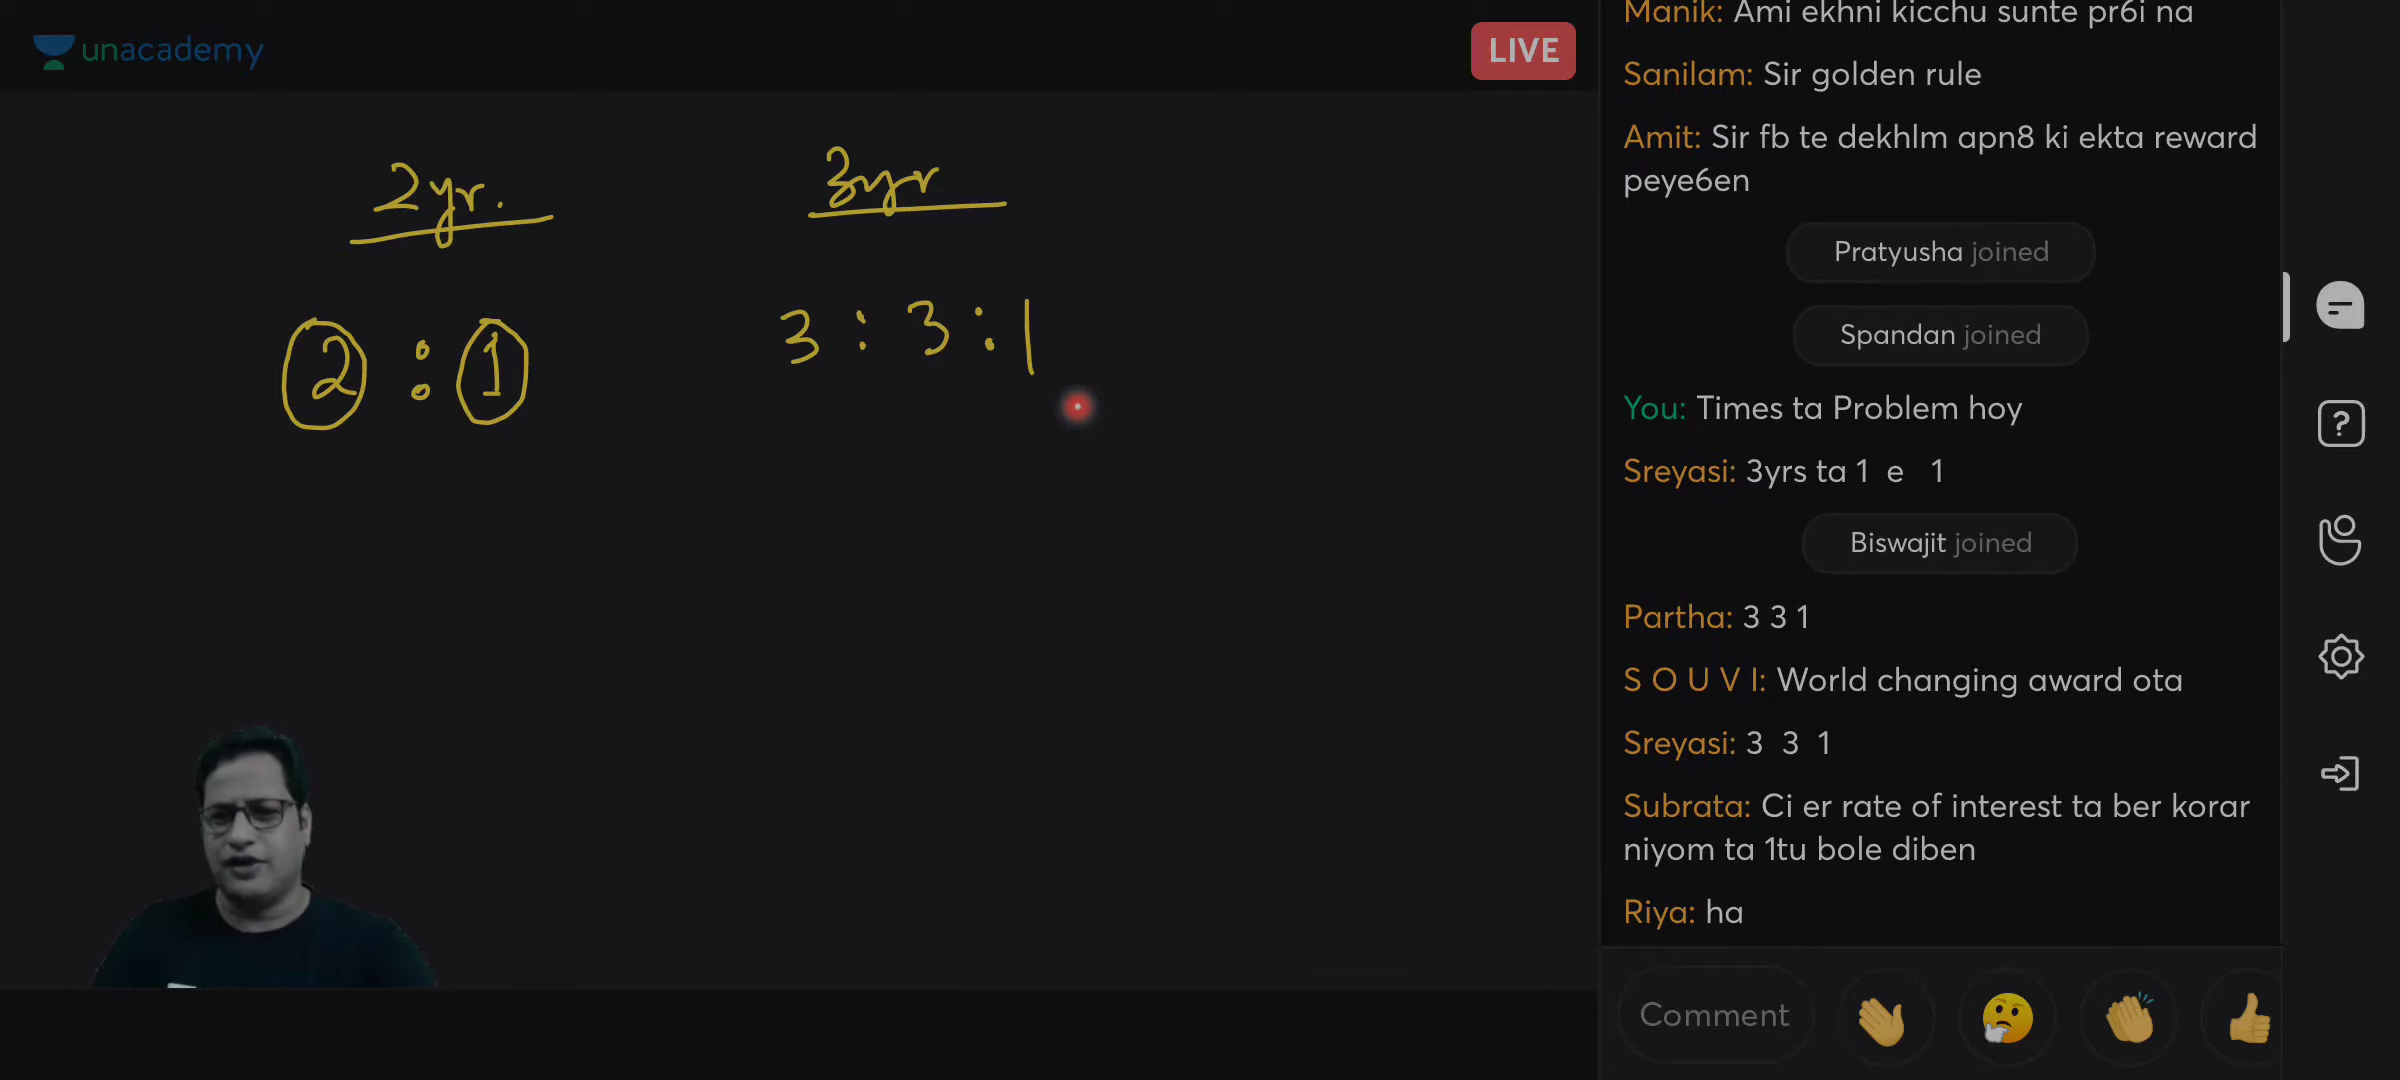 unacademy
LIVE
2yr.
3yr
2 : 1
3 : 3 : 1
Manik: Ami ekhni kicchu sunte pr6i na
Sanilam: Sir golden rule
Amit: Sir fb te dekhlm apn8 ki ekta reward
peye6en
Pratyusha joined
Spandan joined
You: Times ta Problem hoy
Sreyasi: 3yrs ta 1 e 1
Biswajit joined
Partha: 3 3 1
S O U V I: World changing award ota
Sreyasi: 3 3 1
Subrata: Ci er rate of interest ta ber korar
niyom ta 1tu bole diben
Riya: ha
Comment